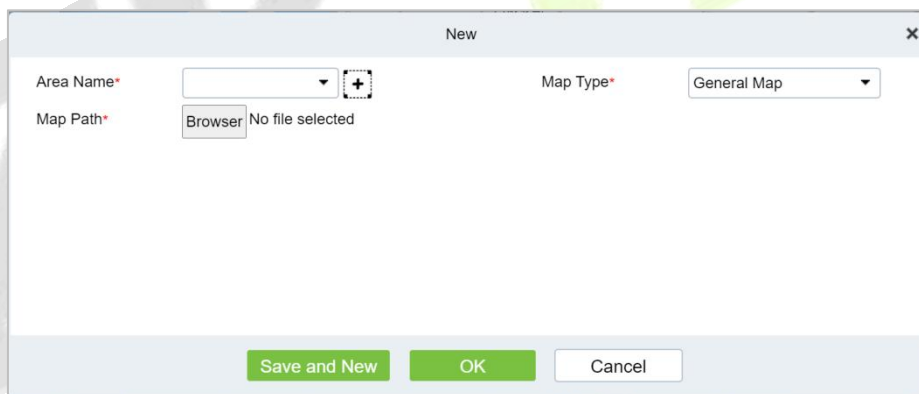 New
Area Name* Map Type* General Map
Map Path* Browser No file selected
Save and New OK Cancel